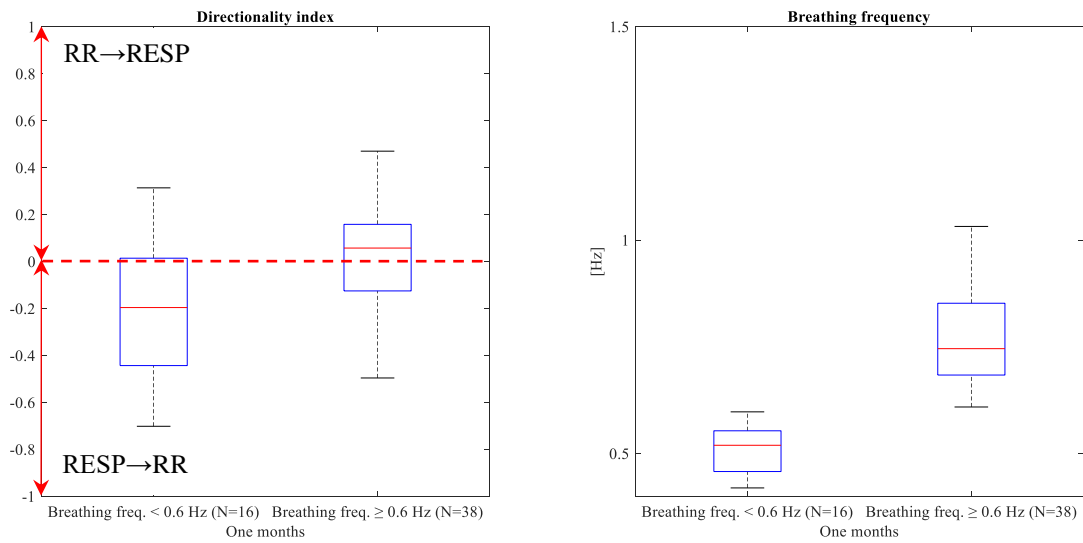 Directionality index
1
RR→RESP
0.8
0.6
0.4
0.2
0
-0.2
-0.4
-0.6
-0.8
RESP→RR
-1
Breathing freq. < 0.6 Hz (N=16) Breathing freq. ≥ 0.6 Hz (N=38)
One months
Breathing frequency
1.5
1
[Hz]
0.5
Breathing freq. < 0.6 Hz (N=16) Breathing freq. ≥ 0.6 Hz (N=38)
One months